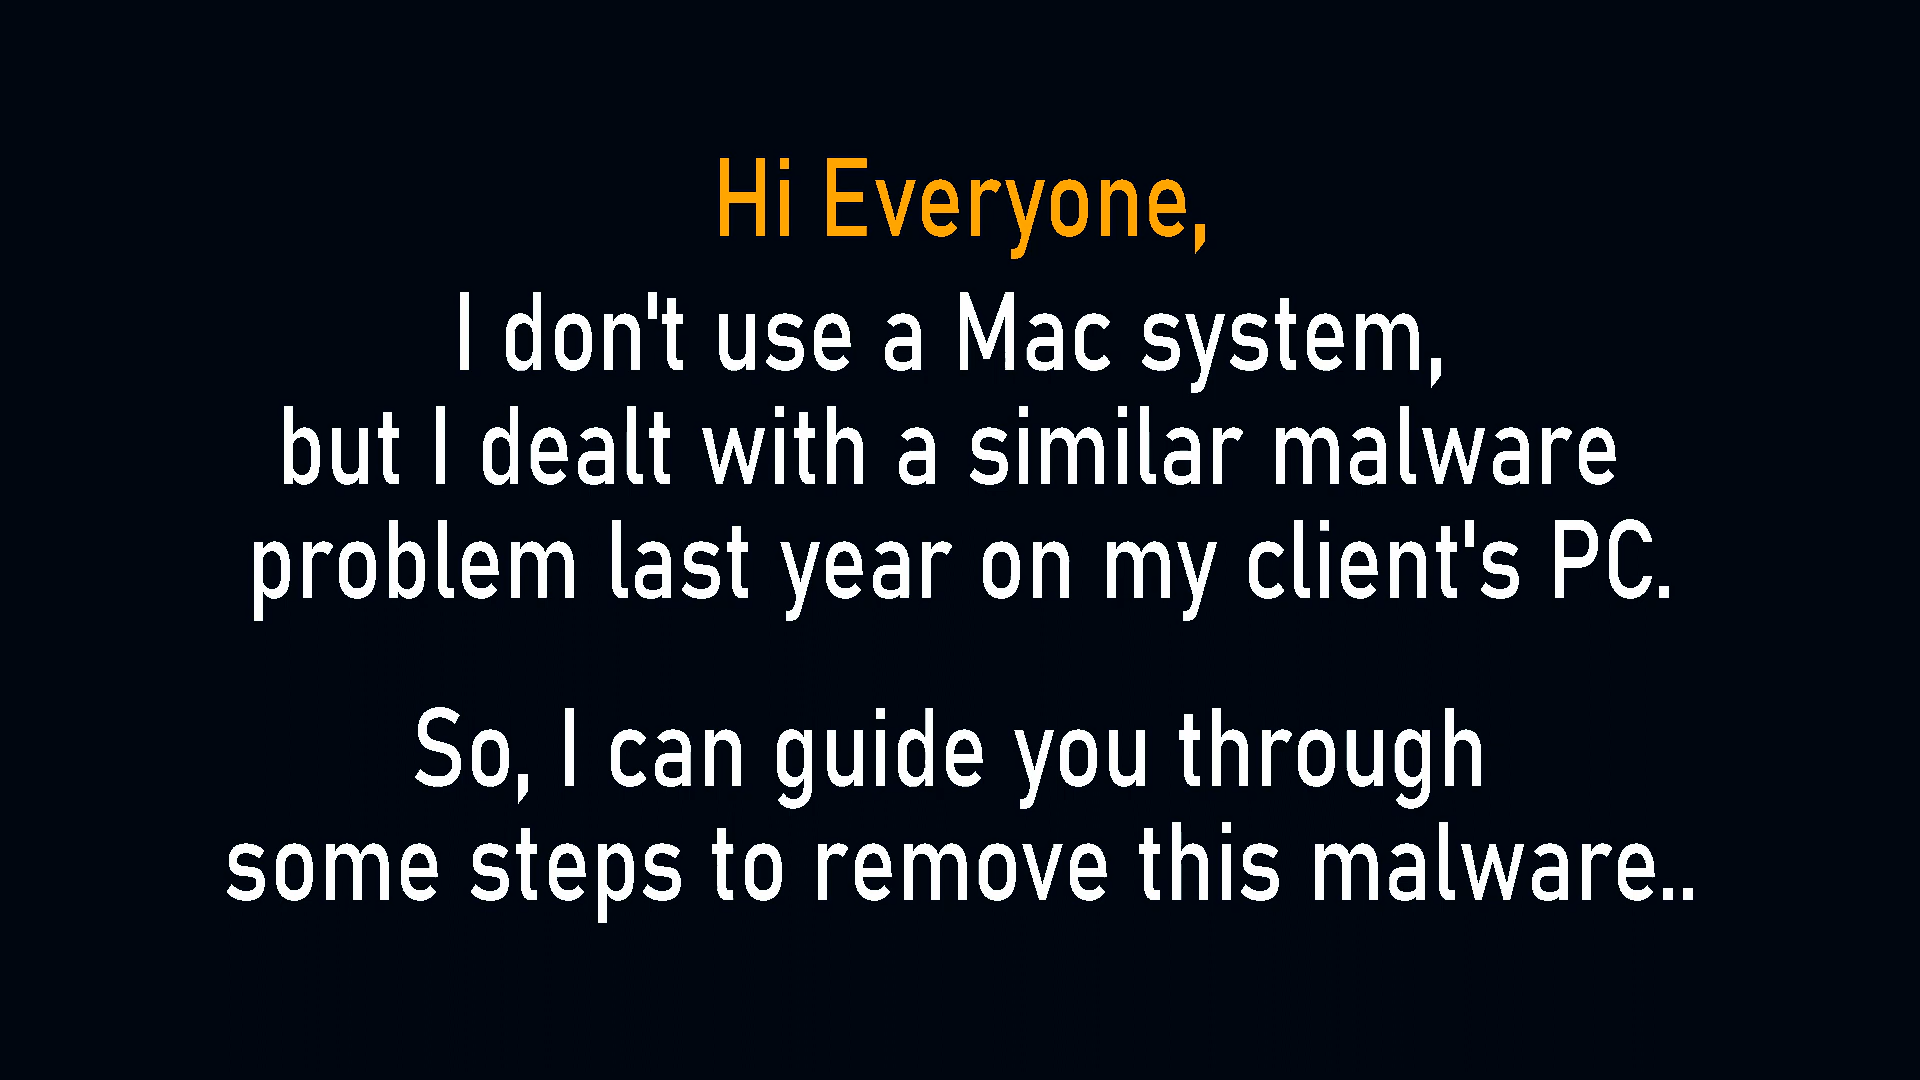 Hi Everyone,
I don't use a Mac system,
but I dealt with a similar malware
problem last year on my client's PC.
So, I can guide you through
some steps to remove this malware..